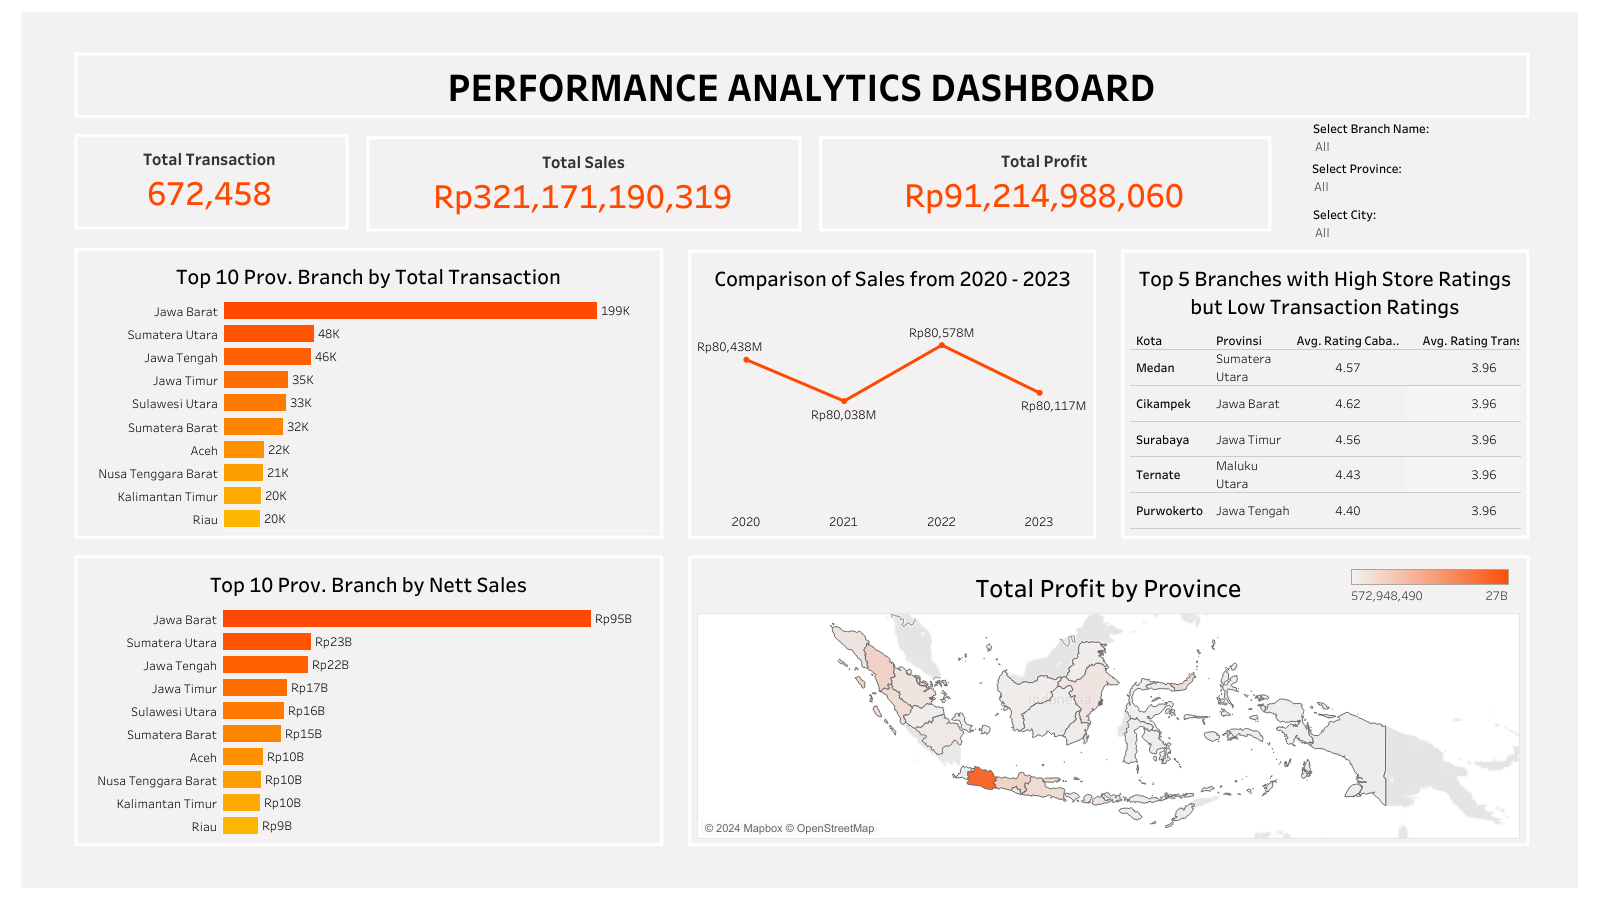 PERFORMANCE ANALYTICS DASHBOARD
Total Transaction
672,458
Total Sales
Rp321,171,190,319
Total Profit
Rp91,214,988,060
Select Branch Name:
All
Select Province:
All
Select City:
All
Top 10 Prov. Branch by Total Transaction
Jawa Barat 199K
Sumatera Utara 48K
Jawa Tengah 46K
Jawa Timur 35K
Sulawesi Utara 33K
Sumatera Barat 32K
Aceh 22K
Nusa Tenggara Barat 21K
Kalimantan Timur 20K
Riau 20K
Comparison of Sales from 2020 - 2023
Rp80,438M
Rp80,038M
Rp80,578M
Rp80,117M
2020 2021 2022 2023
Top 5 Branches with High Store Ratings
but Low Transaction Ratings
Kota Provinsi Avg. Rating Caba.. Avg. Rating Trans
Medan Sumatera Utara 4.57 3.96
Cikampek Jawa Barat 4.62 3.96
Surabaya Jawa Timur 4.56 3.96
Ternate Maluku Utara 4.43 3.96
Purwokerto Jawa Tengah 4.40 3.96
Top 10 Prov. Branch by Nett Sales
Jawa Barat Rp95B
Sumatera Utara Rp23B
Jawa Tengah Rp22B
Jawa Timur Rp17B
Sulawesi Utara Rp16B
Sumatera Barat Rp15B
Aceh Rp10B
Nusa Tenggara Barat Rp10B
Kalimantan Timur Rp10B
Riau Rp9B
Total Profit by Province
572,948,490 27B
Indonesia
© 2024 Mapbox © OpenStreetMap